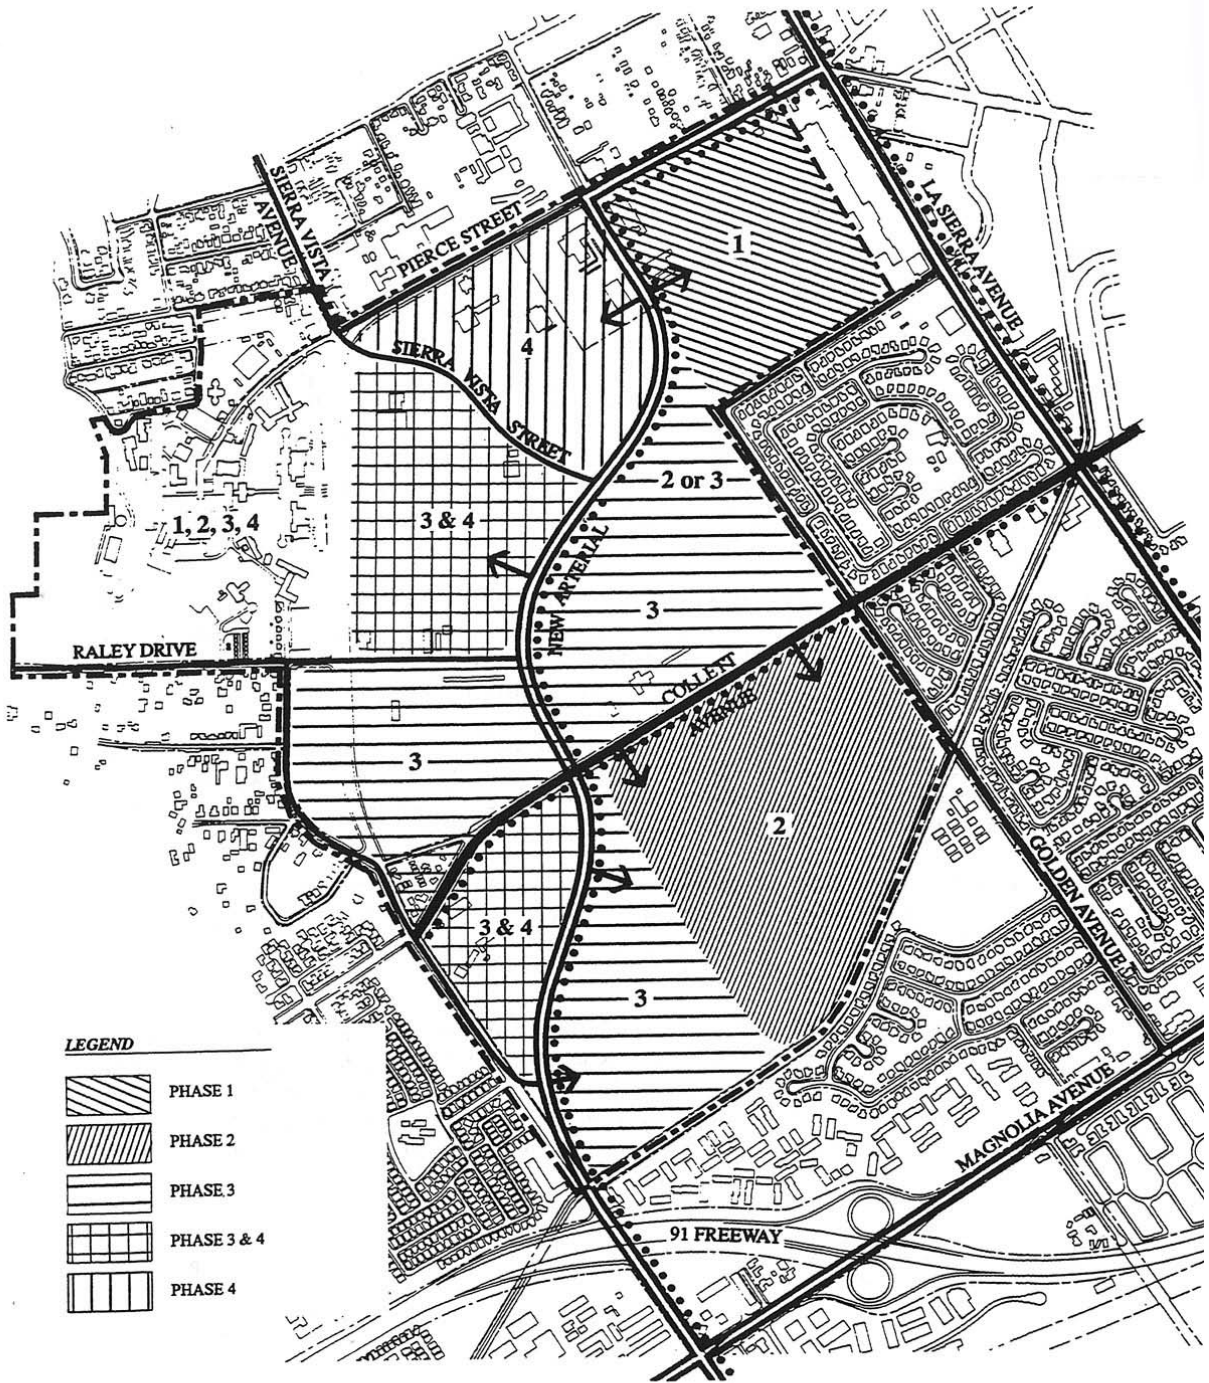 SIERRA VISTA
AVENUE
PIERCE STREET
1
LA SIERRA AVENUE
4
SIERRA VISTA STREET
2 or 3
1, 2, 3, 4
3 & 4
NEW ARTERIAL
3
RALEY DRIVE
COLLETT
AVENUE
3
2
GOLDEN AVENUE
3 & 4
3
LEGEND
PHASE 1
PHASE 2
PHASE 3
PHASE 3 & 4
PHASE 4
MAGNOLIA AVENUE
91 FREEWAY